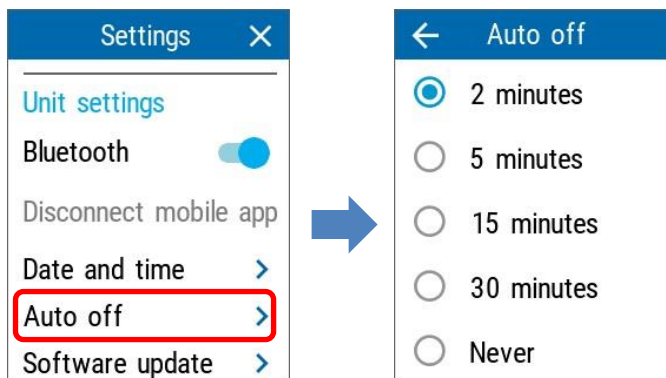 Settings
Unit settings
Bluetooth
Disconnect mobile app
Date and time
Auto off
Software update
Auto off
2 minutes
5 minutes
15 minutes
30 minutes
Never